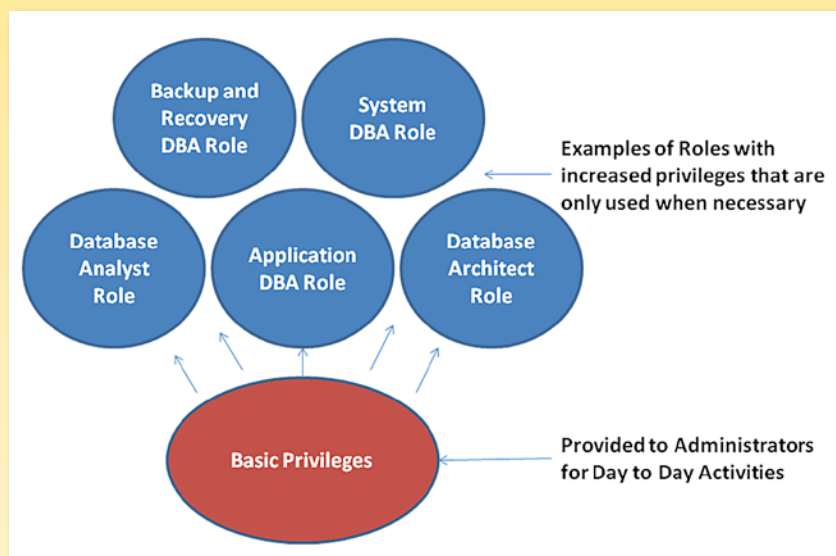 Backup and
Recovery
DBA Role
System
DBA Role
Examples of Roles with
increased privileges that are
only used when necessary
Database
Analyst
Role
Application
DBA Role
Database
Architect
Role
Basic Privileges
Provided to Administrators
for Day to Day Activities